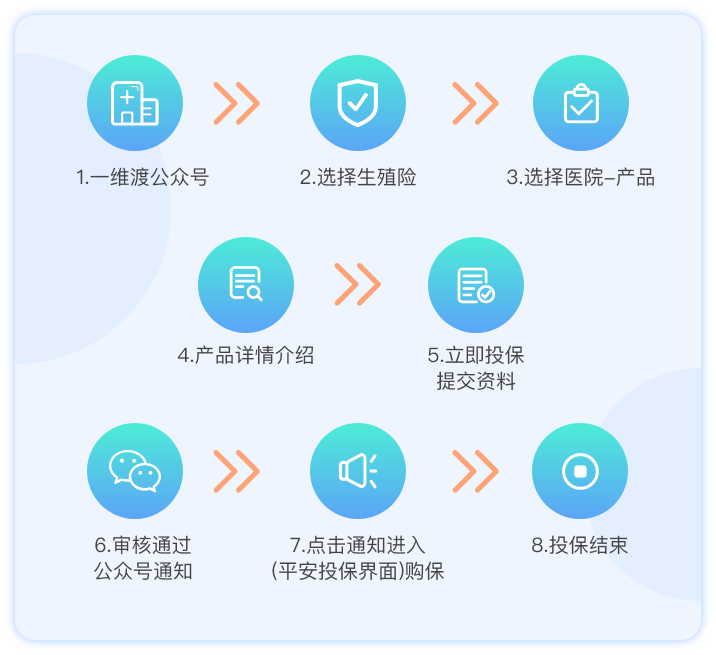 1.一维渡公众号
2.选择生殖险
3.选择医院-产品
4.产品详情介绍
5.立即投保
提交资料
6.审核通过
公众号通知
7.点击通知进入
(平安投保界面)购保
8.投保结束